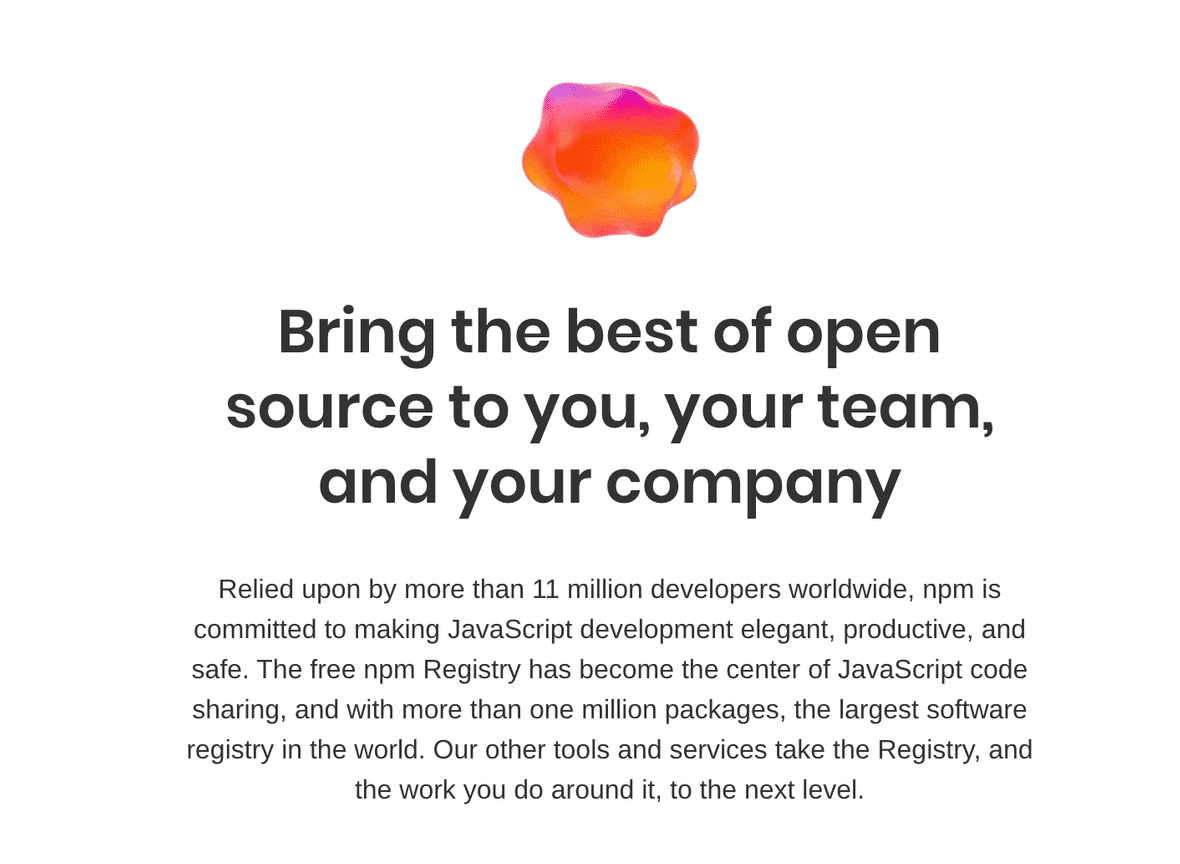 Bring the best of open
source to you, your team,
and your company
Relied upon by more than 11 million developers worldwide, npm is
committed to making JavaScript development elegant, productive, and
safe. The free npm Registry has become the center of JavaScript code
sharing, and with more than one million packages, the largest software
registry in the world. Our other tools and services take the Registry, and
the work you do around it, to the next level.